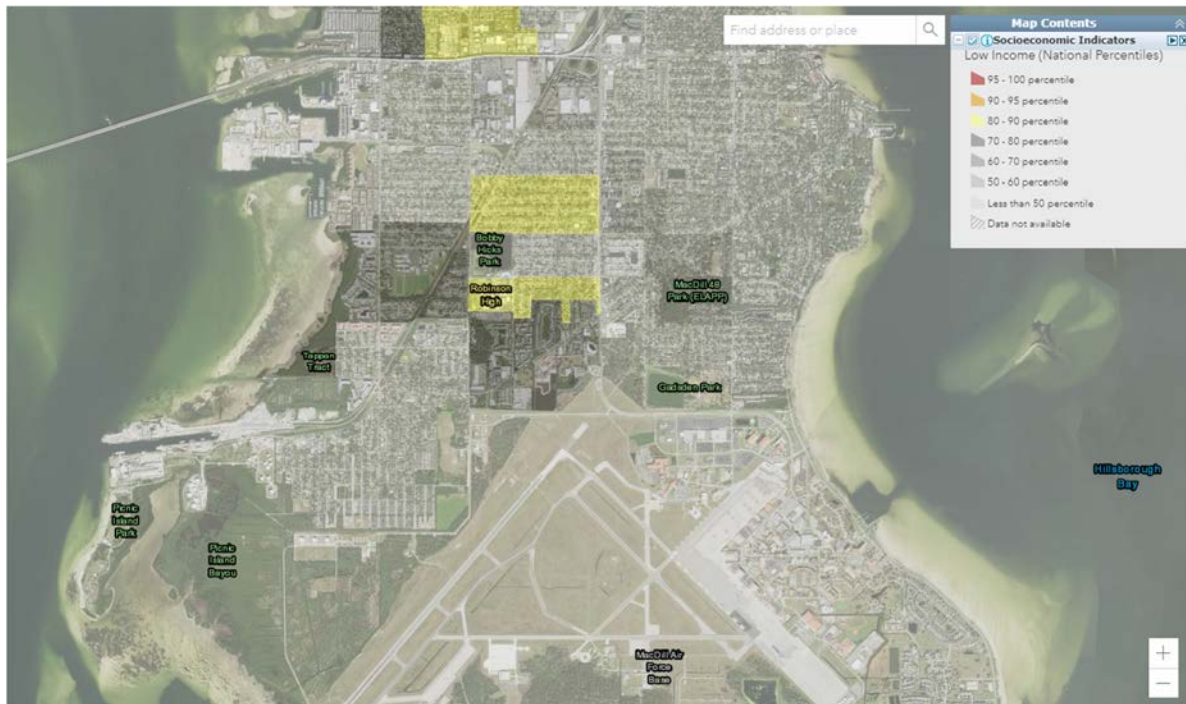 Find address or place
Map Contents
Socioeconomic Indicators
Low Income (National Percentiles)
95 - 100 percentile
90 - 95 percentile
80 - 90 percentile
70 - 80 percentile
60 - 70 percentile
50 - 60 percentile
Less than 50 percentile
Data not available
Bobby
Hicks
Park
Robinson
High
MacDill 48
Park (ELAPP)
Tappan
Tract
Gadsden Park
Hillsborough
Bay
Picnic
Island
Park
Picnic
Island
Bayou
MacDill Air
Force
Base
+
−